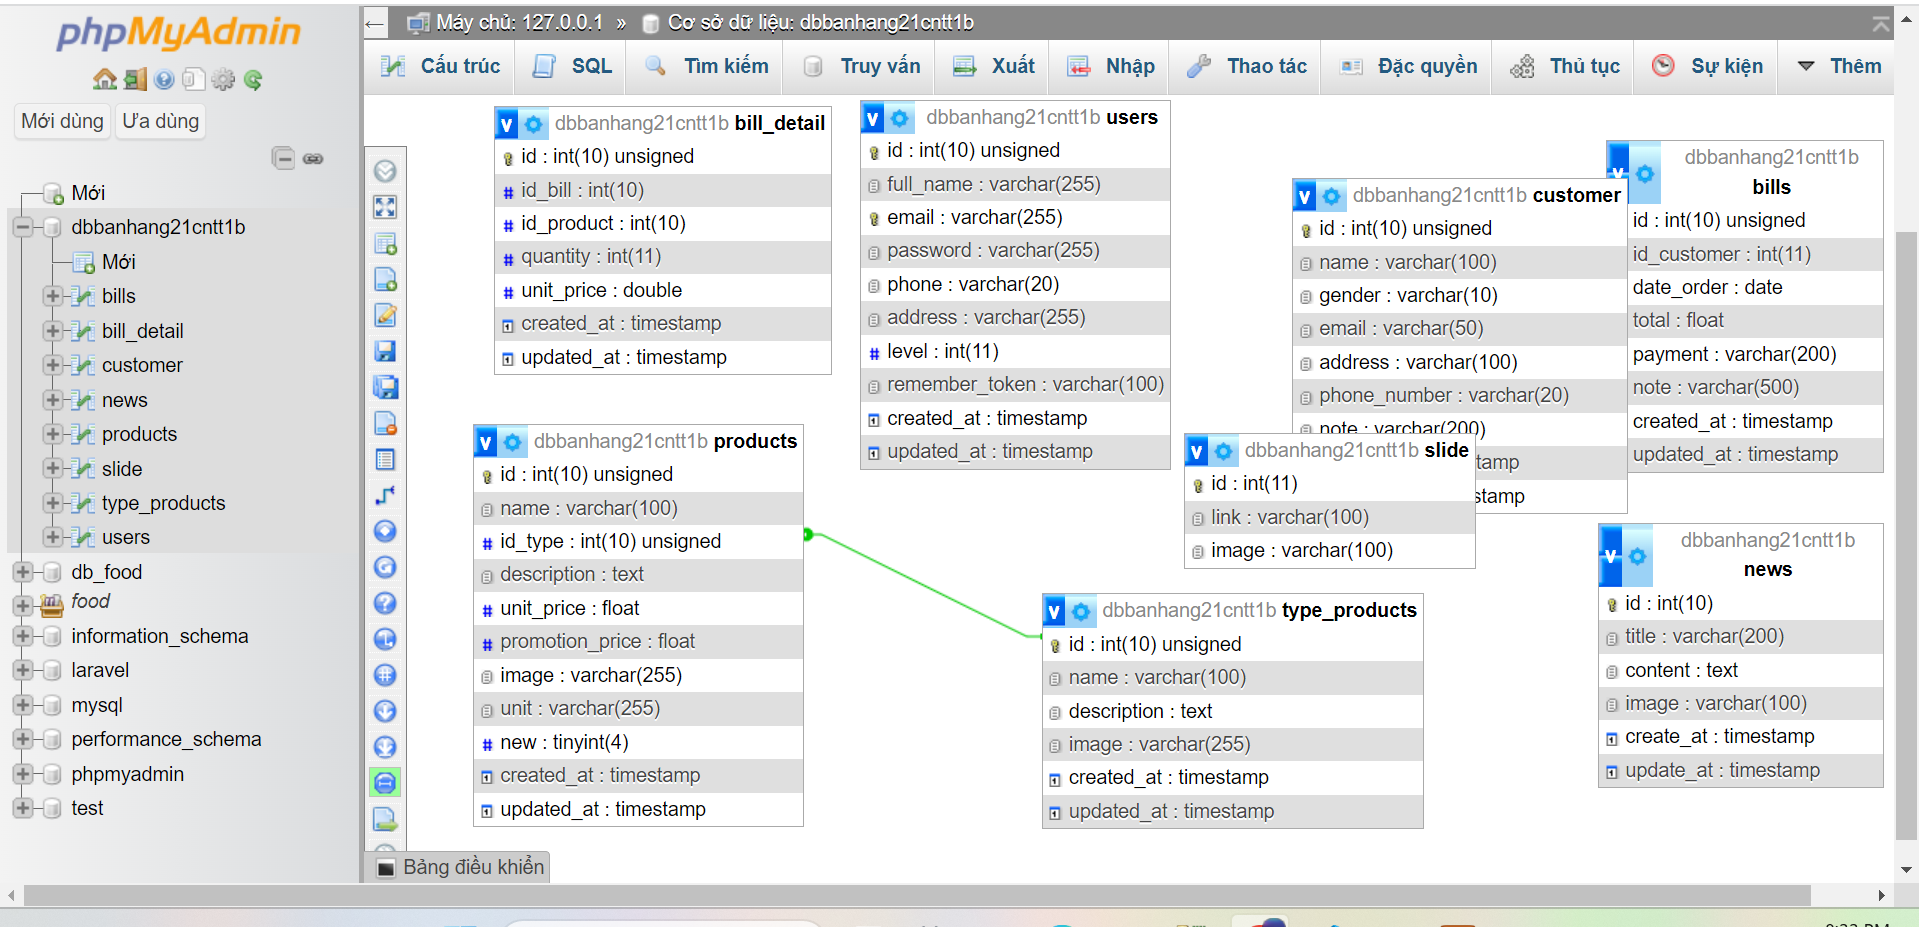 phpMyAdmin
Mới dùng
Ưa dùng
Mới
dbbanhang21cntt1b
Mới
bills
bill_detail
customer
news
products
slide
type_products
users
db_food
food
information_schema
laravel
mysql
performance_schema
phpmyadmin
test
Máy chủ: 127.0.0.1 » Cơ sở dữ liệu: dbbanhang21cntt1b
Cấu trúc SQL Tìm kiếm Truy vấn Xuất Nhập Thao tác Đặc quyền Thủ tục Sự kiện Thêm
v dbbanhang21cntt1b bill_detail
id : int(10) unsigned
id_bill : int(10)
id_product : int(10)
quantity : int(11)
unit_price : double
created_at : timestamp
updated_at : timestamp
v dbbanhang21cntt1b users
id : int(10) unsigned
full_name : varchar(255)
email : varchar(255)
password : varchar(255)
phone : varchar(20)
address : varchar(255)
level : int(11)
remember_token : varchar(100)
created_at : timestamp
updated_at : timestamp
v dbbanhang21cntt1b customer
id : int(10) unsigned
name : varchar(100)
gender : varchar(10)
email : varchar(50)
address : varchar(100)
phone_number : varchar(20)
note : varchar(200)
v dbbanhang21cntt1b
bills
id : int(10) unsigned
id_customer : int(11)
date_order : date
total : float
payment : varchar(200)
note : varchar(500)
created_at : timestamp
updated_at : timestamp
v dbbanhang21cntt1b products
id : int(10) unsigned
name : varchar(100)
id_type : int(10) unsigned
description : text
unit_price : float
promotion_price : float
image : varchar(255)
unit : varchar(255)
new : tinyint(4)
created_at : timestamp
updated_at : timestamp
v dbbanhang21cntt1b slide
id : int(11)
link : varchar(100)
image : varchar(100)
v dbbanhang21cntt1b type_products
id : int(10) unsigned
name : varchar(100)
description : text
image : varchar(255)
created_at : timestamp
updated_at : timestamp
v dbbanhang21cntt1b
news
id : int(10)
title : varchar(200)
content : text
image : varchar(100)
create_at : timestamp
update_at : timestamp
Bảng điều khiển